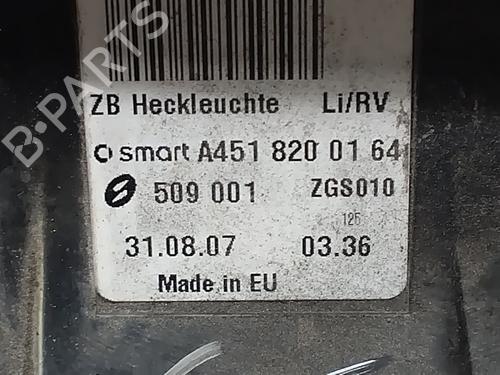 B-PARTS
ZB Heckleuchte Li/RV
smart A451 820 01 64
509 001 ZGS010
125
31.08.07 03.36
Made in EU